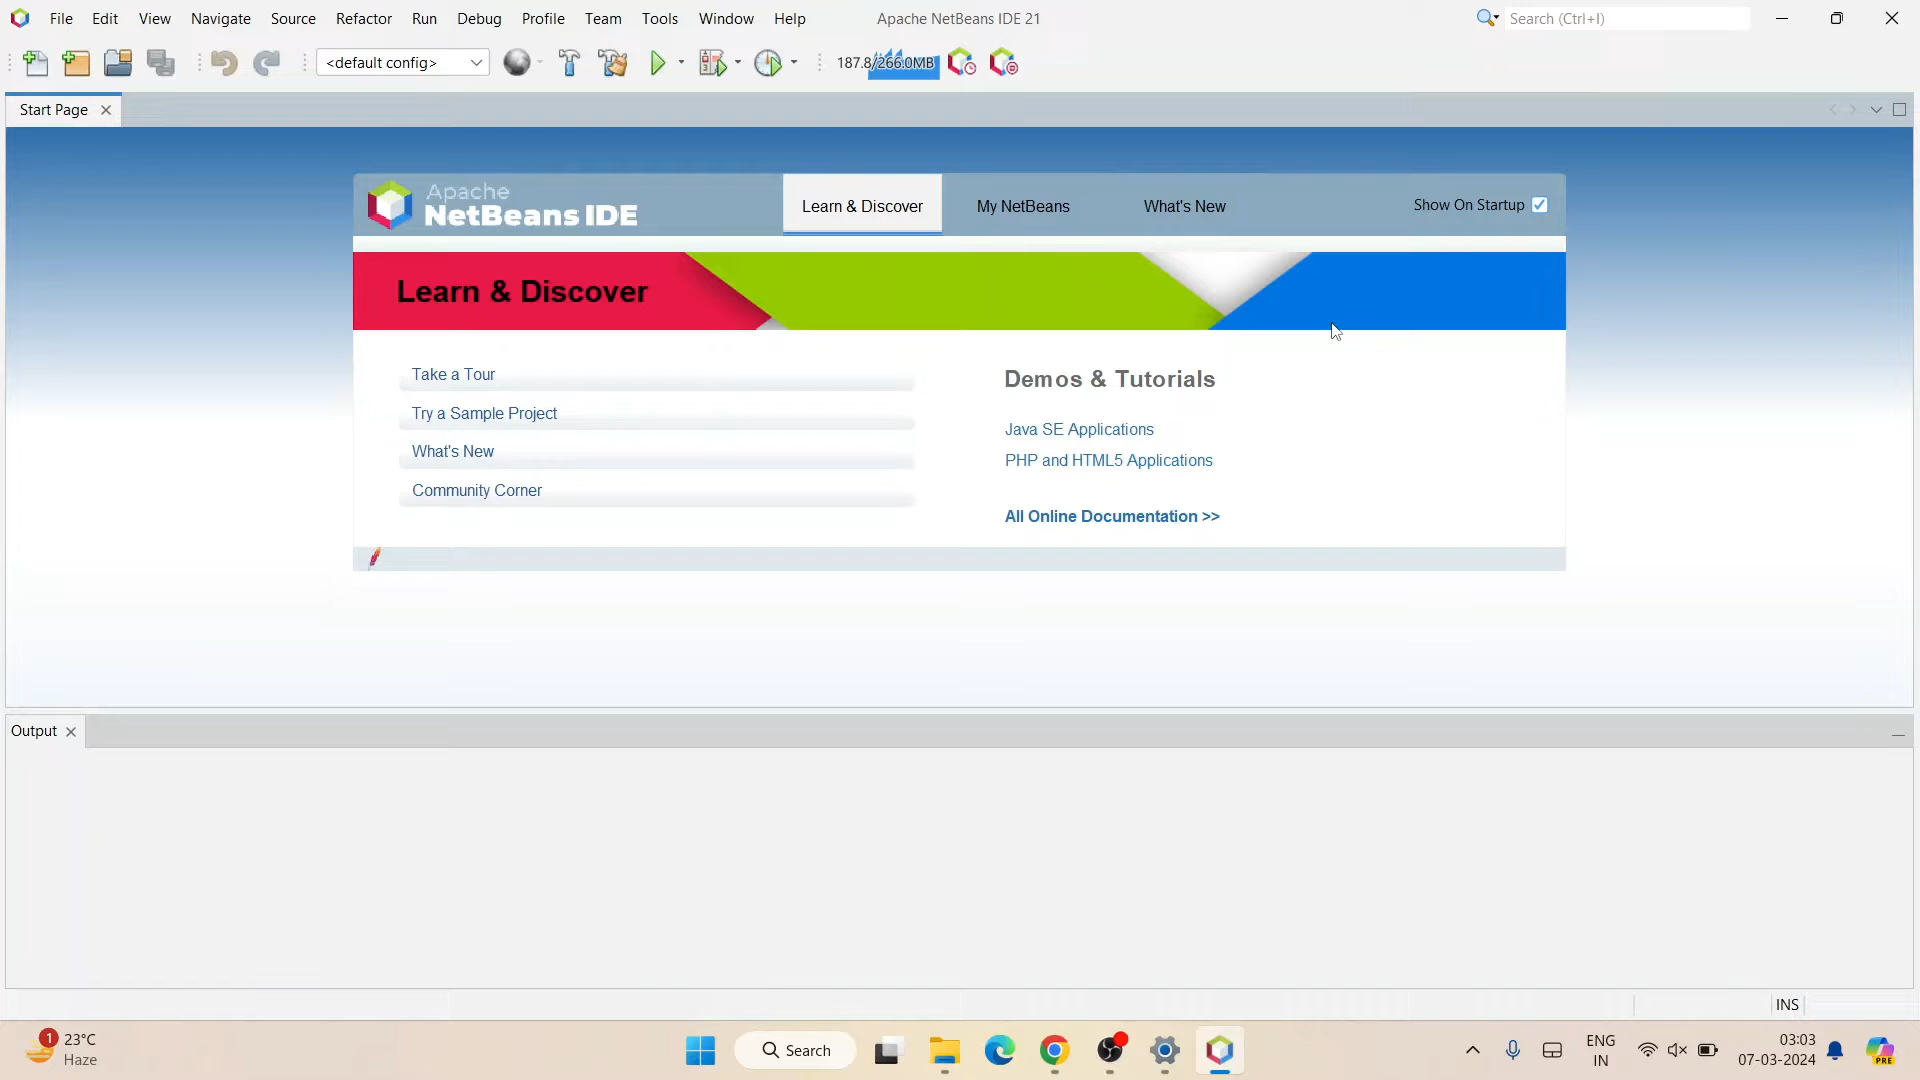 File Edit View Navigate Source Refactor Run Debug Profile Team Tools Window Help Apache NetBeans IDE 21 Search (Ctrl+I)
<default config> 187.8/266.0MB
Start Page
Apache
NetBeans IDE
Learn & Discover My NetBeans What's New Show On Startup
Learn & Discover
Take a Tour
Try a Sample Project
What's New
Community Corner
Demos & Tutorials
Java SE Applications
PHP and HTML5 Applications
All Online Documentation >>
Output
INS
1 23°C
Haze
Search
ENG
IN
03:03
07-03-2024
PRE